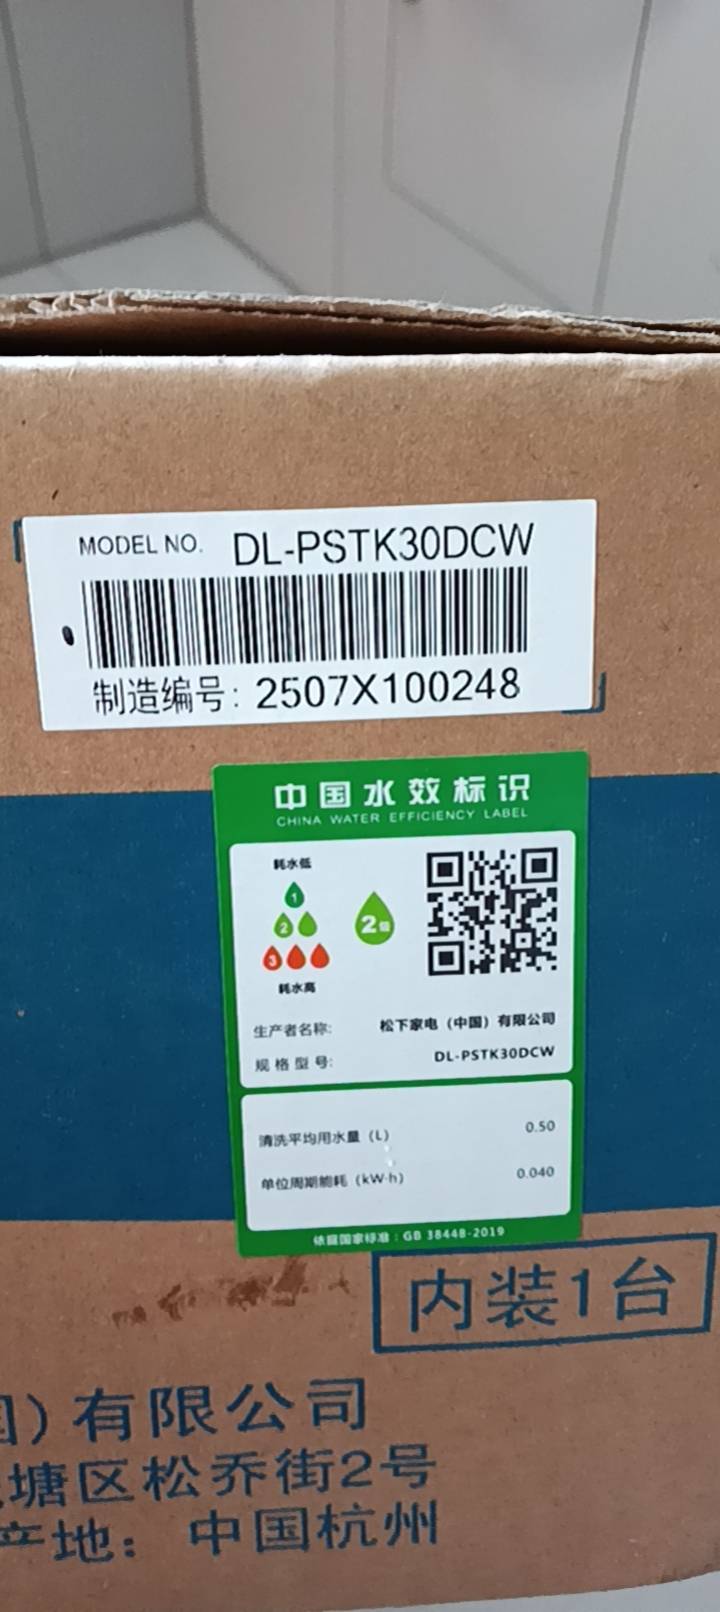 MODEL NO. DL-PSTK30DCW
制造编号: 2507X100248
中国水效标识
CHINA WATER EFFICIENCY LABEL
耗水低
1
2
3
耗水高
2级
生产者名称: 松下家电（中国）有限公司
规格型号: DL-PSTK30DCW
清洗平均用水量（L） 0.50
单位周期能耗（kW·h） 0.040
依据国家标准：GB 38448-2019
内装1台
国）有限公司
塘区松乔街2号
产地：中国杭州